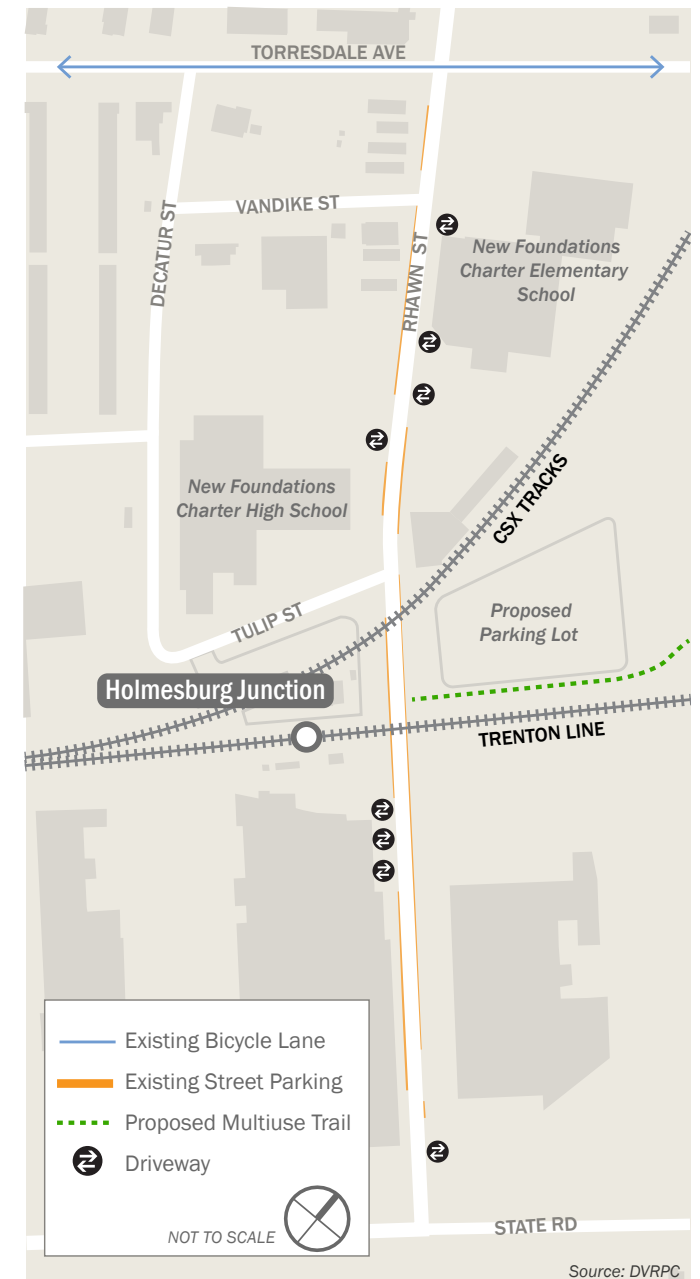 TORRESDALE AVE
VANDIKE ST
DECATUR ST
RHAWN ST
New Foundations
Charter Elementary
School
New Foundations
Charter High School
CSX TRACKS
TULIP ST
Proposed
Parking Lot
Holmesburg Junction
TRENTON LINE
Existing Bicycle Lane
Existing Street Parking
Proposed Multiuse Trail
Driveway
NOT TO SCALE
STATE RD
Source: DVRPC